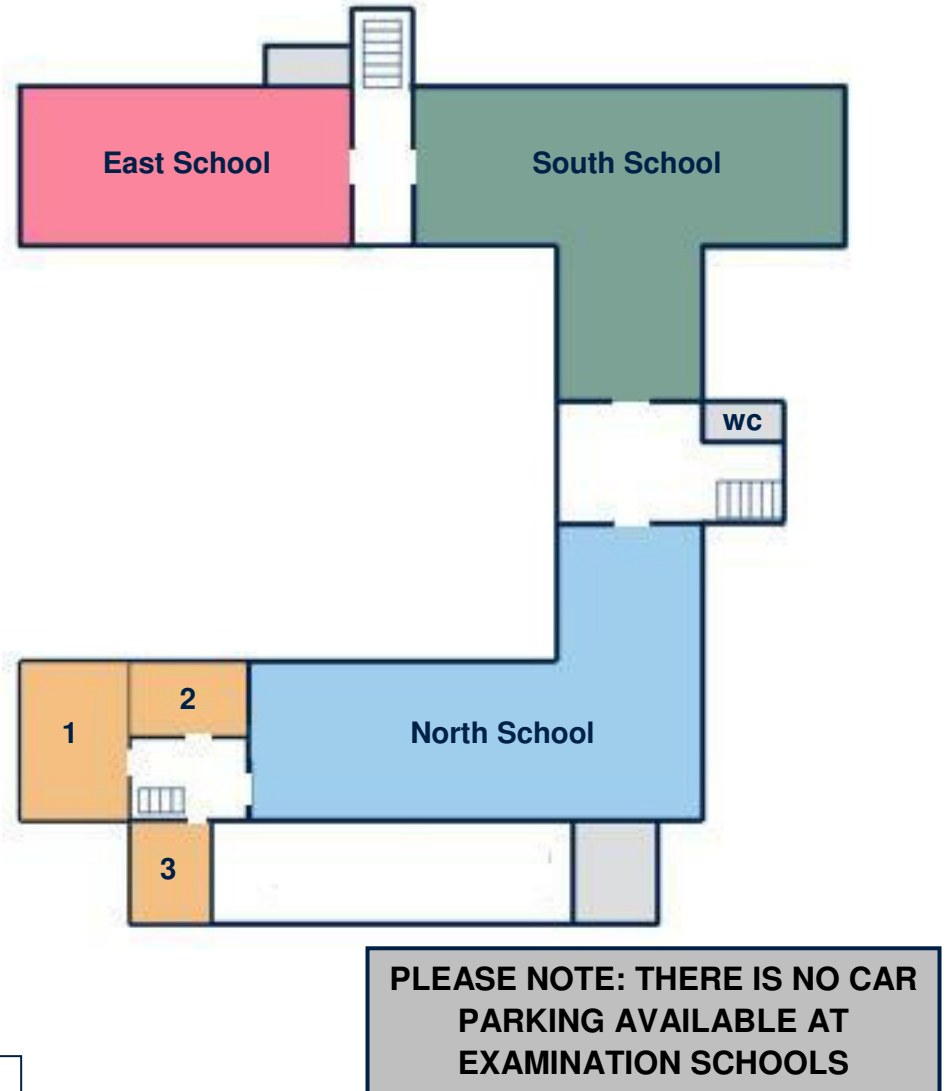 East School
South School
WC
2
1
North School
3
PLEASE NOTE: THERE IS NO CAR
PARKING AVAILABLE AT
EXAMINATION SCHOOLS